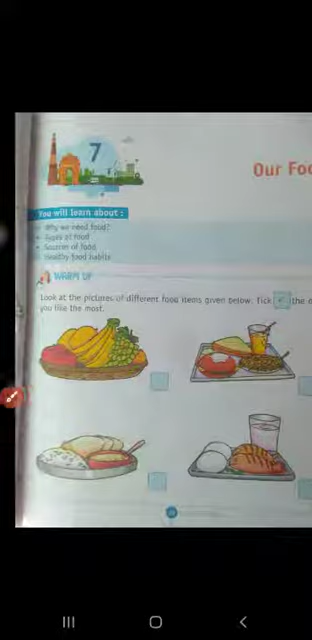 7
Our Foo
You will learn about :
Why we need food?
Types of food
Sources of food
Healthy food habits
WARM UP
Look at the pictures of different food items given below. Tick ✓ the o
you like the most.